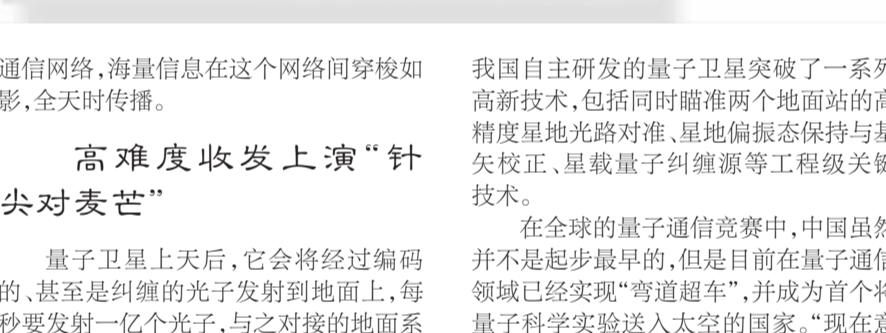 通信网络,海量信息在这个网络间穿梭如
影,全天时传播。
高难度收发上演“针
尖对麦芒”
量子卫星上天后,它会将经过编码
的、甚至是纠缠的光子发射到地面上,每
秒要发射一亿个光子,与之对接的地面系
我国自主研发的量子卫星突破了一系列
高新技术,包括同时瞄准两个地面站的高
精度星地光路对准、星地偏振态保持与基
矢校正、星载量子纠缠源等工程级关键
技术。
在全球的量子通信竞赛中,中国虽然
并不是起步最早的,但是目前在量子通信
领域已经实现“弯道超车”,并成为首个将
量子科学实验送入太空的国家。“现在意